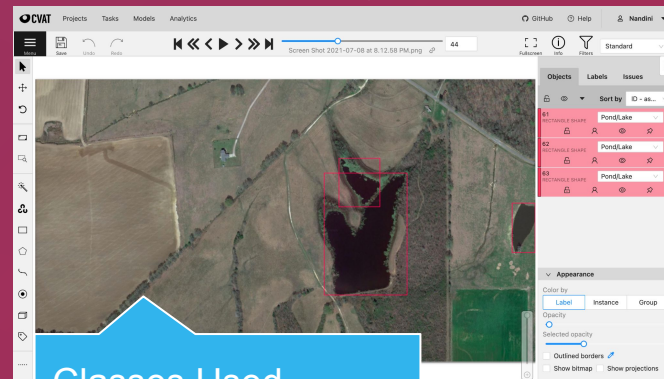 CVAT Projects Tasks Models Analytics GitHub Help Nandini
Menu Save Undo Redo Screen Shot 2021-07-08 at 8.12.58 PM.png 44 Fullscreen Info Filters Standard
Objects Labels Issues
Sort by ID - as...
61 Pond/Lake
RECTANGLE SHAPE
62 Pond/Lake
RECTANGLE SHAPE
63 Pond/Lake
RECTANGLE SHAPE
Appearance
Color by
Label Instance Group
Opacity
Selected opacity
Outlined borders
Show bitmap Show projections
Classes Used